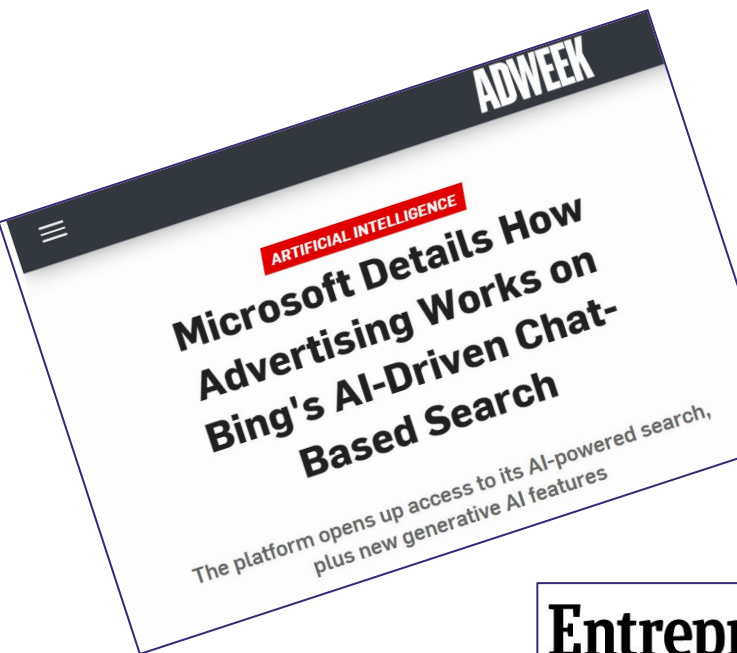 ADWEEK
ARTIFICIAL INTELLIGENCE
Microsoft Details How
Advertising Works on
Bing's AI-Driven Chat-
Based Search
The platform opens up access to its AI-powered search,
plus new generative AI features